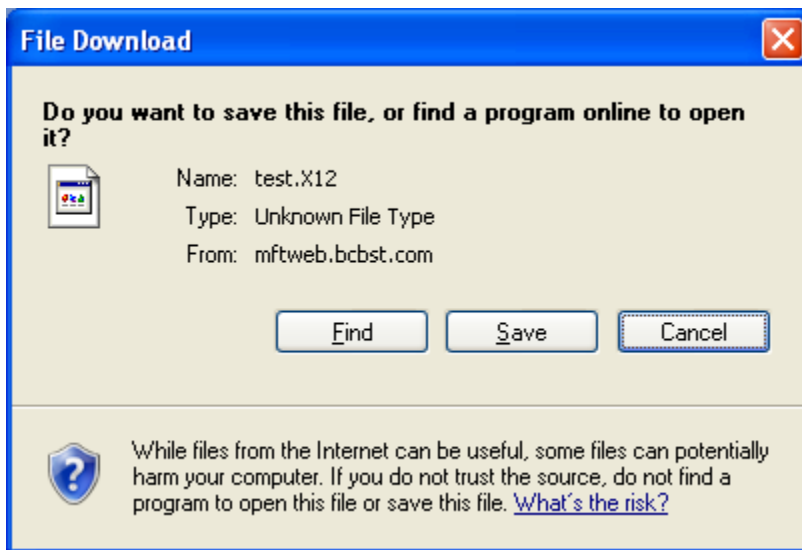 File Download
Do you want to save this file, or find a program online to open
it?
Name: test.X12
Type: Unknown File Type
From: mftweb.bcbst.com
Find
Save
Cancel
While files from the Internet can be useful, some files can potentially
harm your computer. If you do not trust the source, do not find a
program to open this file or save this file. What's the risk?